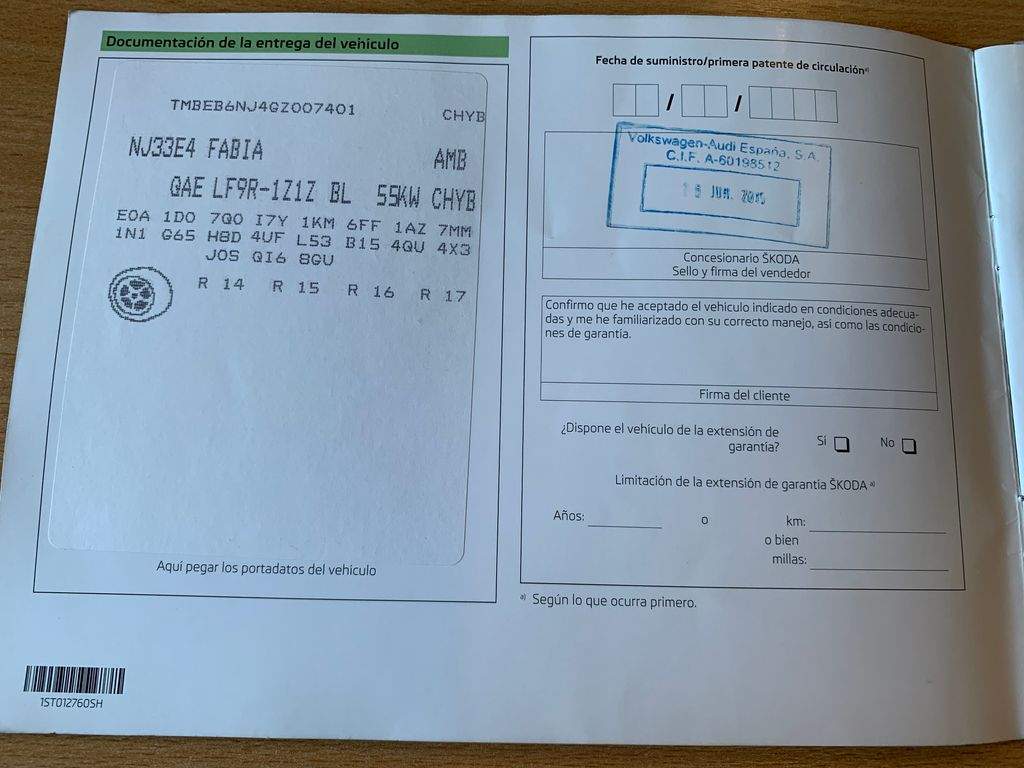 Documentación de la entrega del vehiculo
TMBEB6NJ4GZ007401 CHYB
NJ33E4 FABIA AMB
QAE LF9R-1Z1Z BL 55KW CHYB
E0A 1D0 7Q0 I7Y 1KM 6FF 1AZ 7MM
1N1 G65 H8D 4UF L53 B15 4QU 4X3
J0S QI6 8GU
R 14 R 15 R 16 R 17
Aquí pegar los portadatos del vehículo
1ST012760SH
Fecha de suministro/primera patente de circulaciónᵃ⁾
/ /
Volkswagen-Audi España, S.A.
C.I.F. A-60198512
JUN. 2015
Concesionario ŠKODA
Sello y firma del vendedor
Confirmo que he aceptado el vehiculo indicado en condiciones adecua-
das y me he familiarizado con su correcto manejo, asi como las condicio-
nes de garantía.
Firma del cliente
¿Dispone el vehículo de la extensión de
garantía? Sí No
Limitación de la extensión de garantia ŠKODA ᵃ⁾
Años: o km:
o bien
millas:
ᵃ⁾ Según lo que ocurra primero.